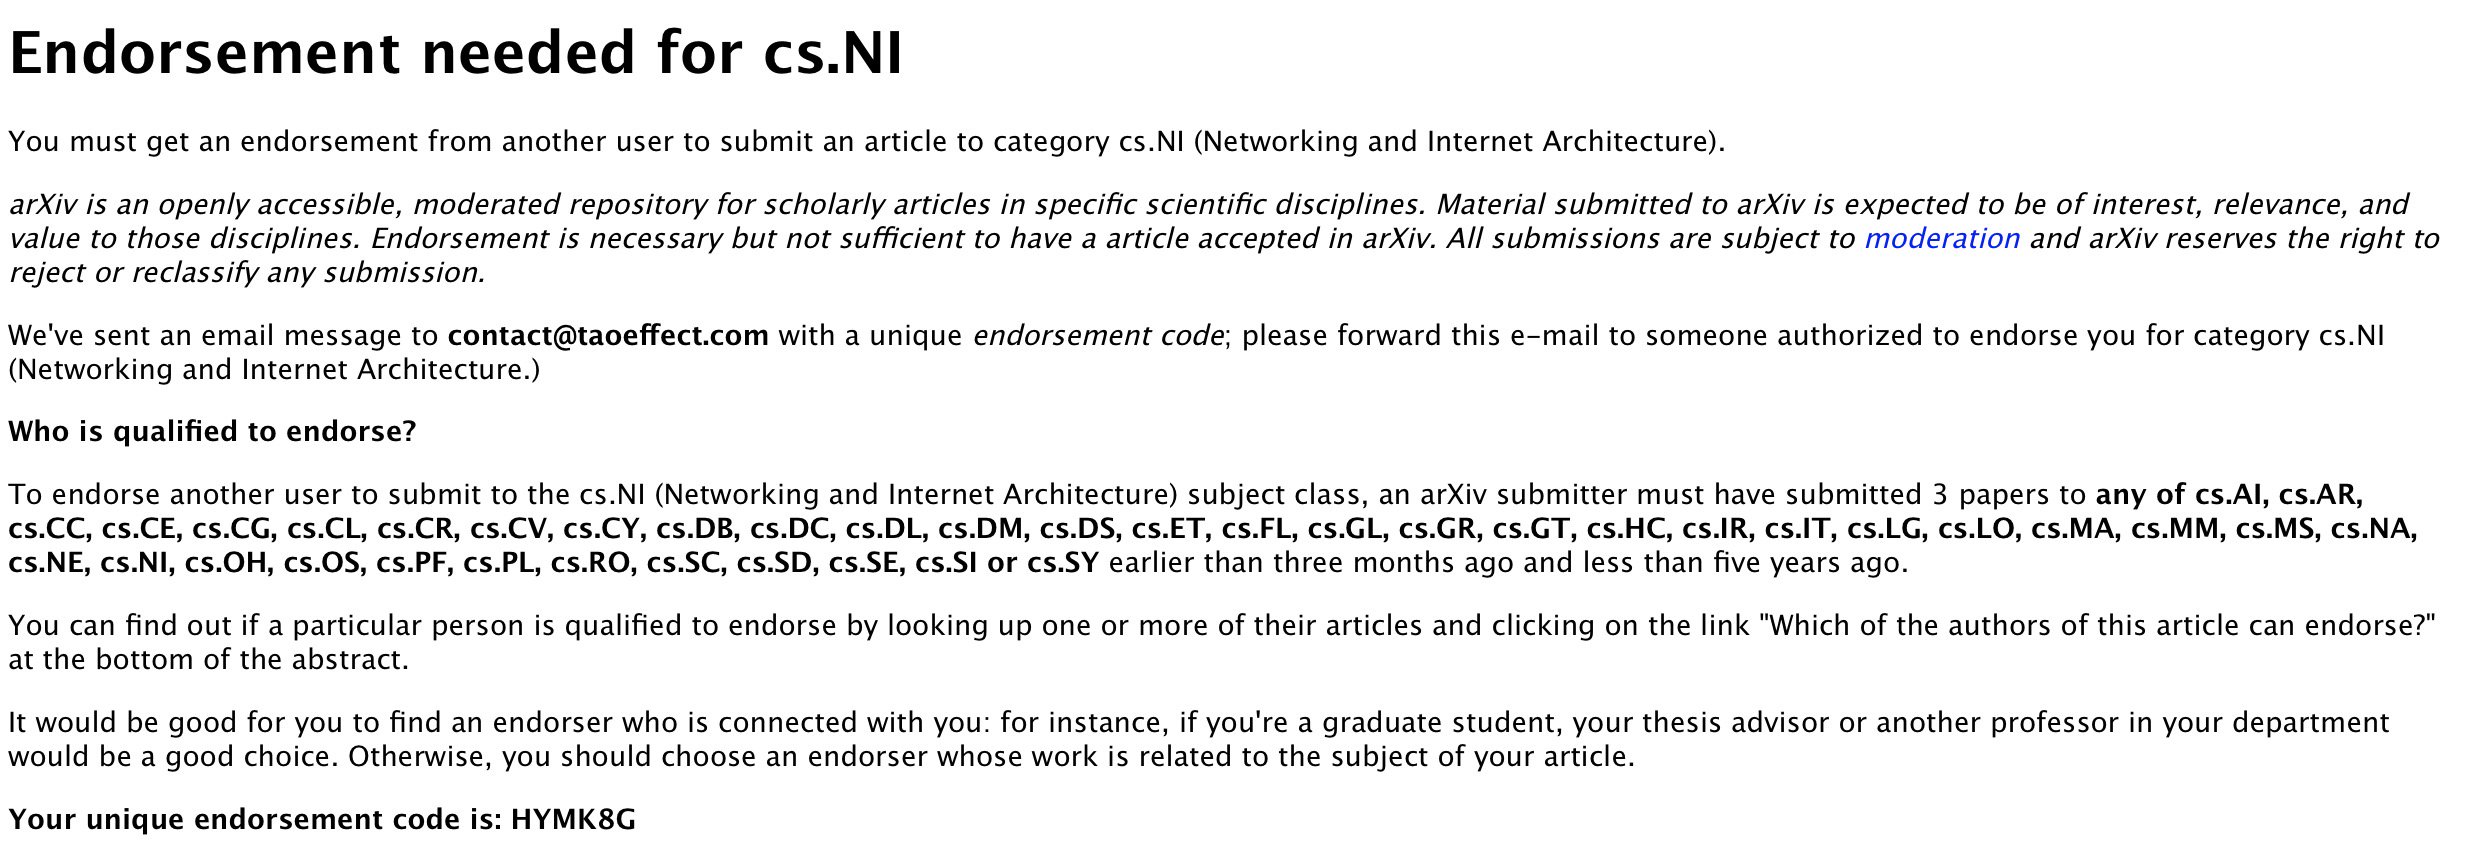 Endorsement needed for cs.NI
You must get an endorsement from another user to submit an article to category cs.NI (Networking and Internet Architecture).
arXiv is an openly accessible, moderated repository for scholarly articles in specific scientific disciplines. Material submitted to arXiv is expected to be of interest, relevance, and
value to those disciplines. Endorsement is necessary but not sufficient to have a article accepted in arXiv. All submissions are subject to moderation and arXiv reserves the right to
reject or reclassify any submission.
We've sent an email message to contact@taoeffect.com with a unique endorsement code; please forward this e-mail to someone authorized to endorse you for category cs.NI
(Networking and Internet Architecture.)
Who is qualified to endorse?
To endorse another user to submit to the cs.NI (Networking and Internet Architecture) subject class, an arXiv submitter must have submitted 3 papers to any of cs.AI, cs.AR,
cs.CC, cs.CE, cs.CG, cs.CL, cs.CR, cs.CV, cs.CY, cs.DB, cs.DC, cs.DL, cs.DM, cs.DS, cs.ET, cs.FL, cs.GL, cs.GR, cs.GT, cs.HC, cs.IR, cs.IT, cs.LG, cs.LO, cs.MA, cs.MM, cs.MS, cs.NA,
cs.NE, cs.NI, cs.OH, cs.OS, cs.PF, cs.PL, cs.RO, cs.SC, cs.SD, cs.SE, cs.SI or cs.SY earlier than three months ago and less than five years ago.
You can find out if a particular person is qualified to endorse by looking up one or more of their articles and clicking on the link "Which of the authors of this article can endorse?"
at the bottom of the abstract.
It would be good for you to find an endorser who is connected with you: for instance, if you're a graduate student, your thesis advisor or another professor in your department
would be a good choice. Otherwise, you should choose an endorser whose work is related to the subject of your article.
Your unique endorsement code is: HYMK8G